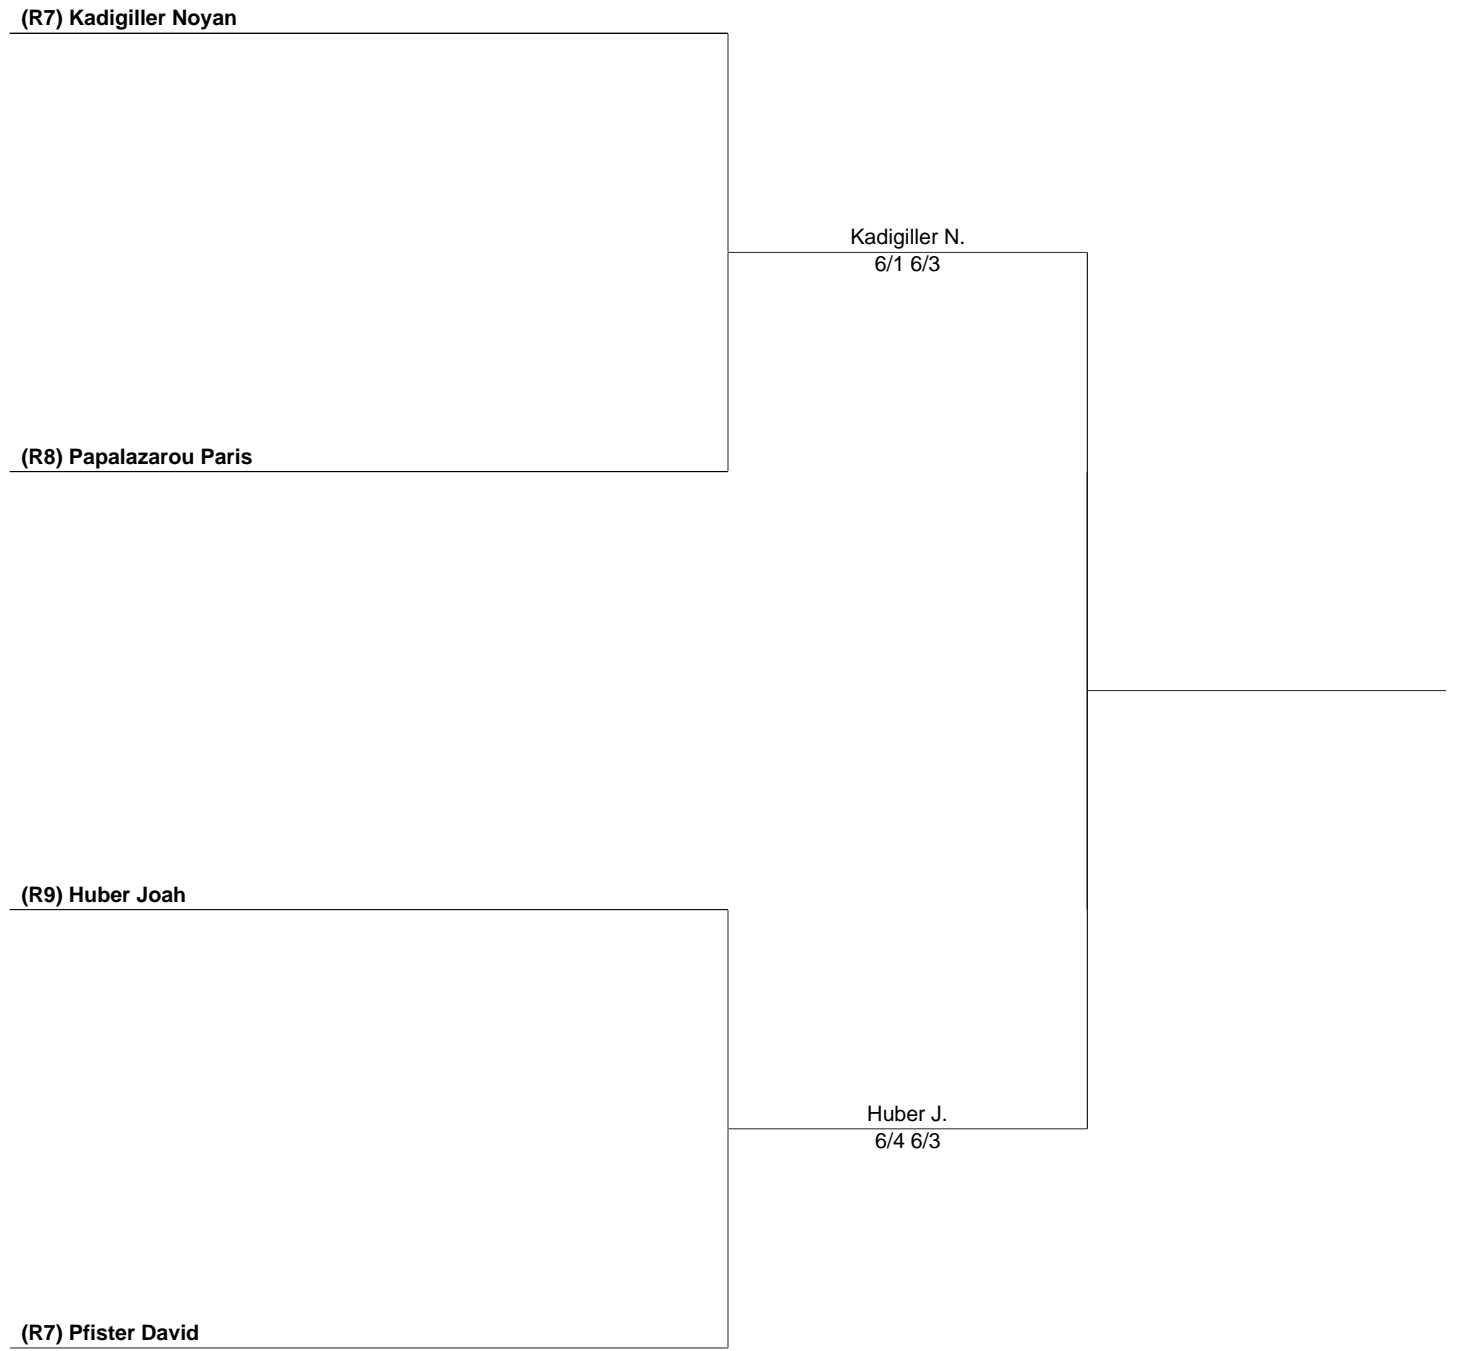 (R7) Kadigiller Noyan
Kadigiller N.
6/1 6/3
(R8) Papalazarou Paris
(R9) Huber Joah
Huber J.
6/4 6/3
(R7) Pfister David